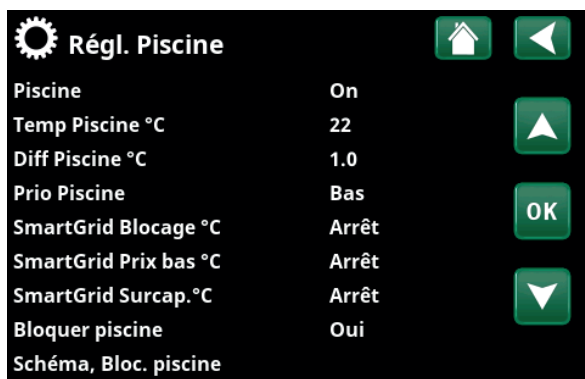 Régl. Piscine
Piscine On
Temp Piscine °C 22
Diff Piscine °C 1.0
Prio Piscine Bas
SmartGrid Blocage °C Arrêt
OK
SmartGrid Prix bas °C Arrêt
SmartGrid Surcap.°C Arrêt
Bloquer piscine Oui
Schéma, Bloc. piscine